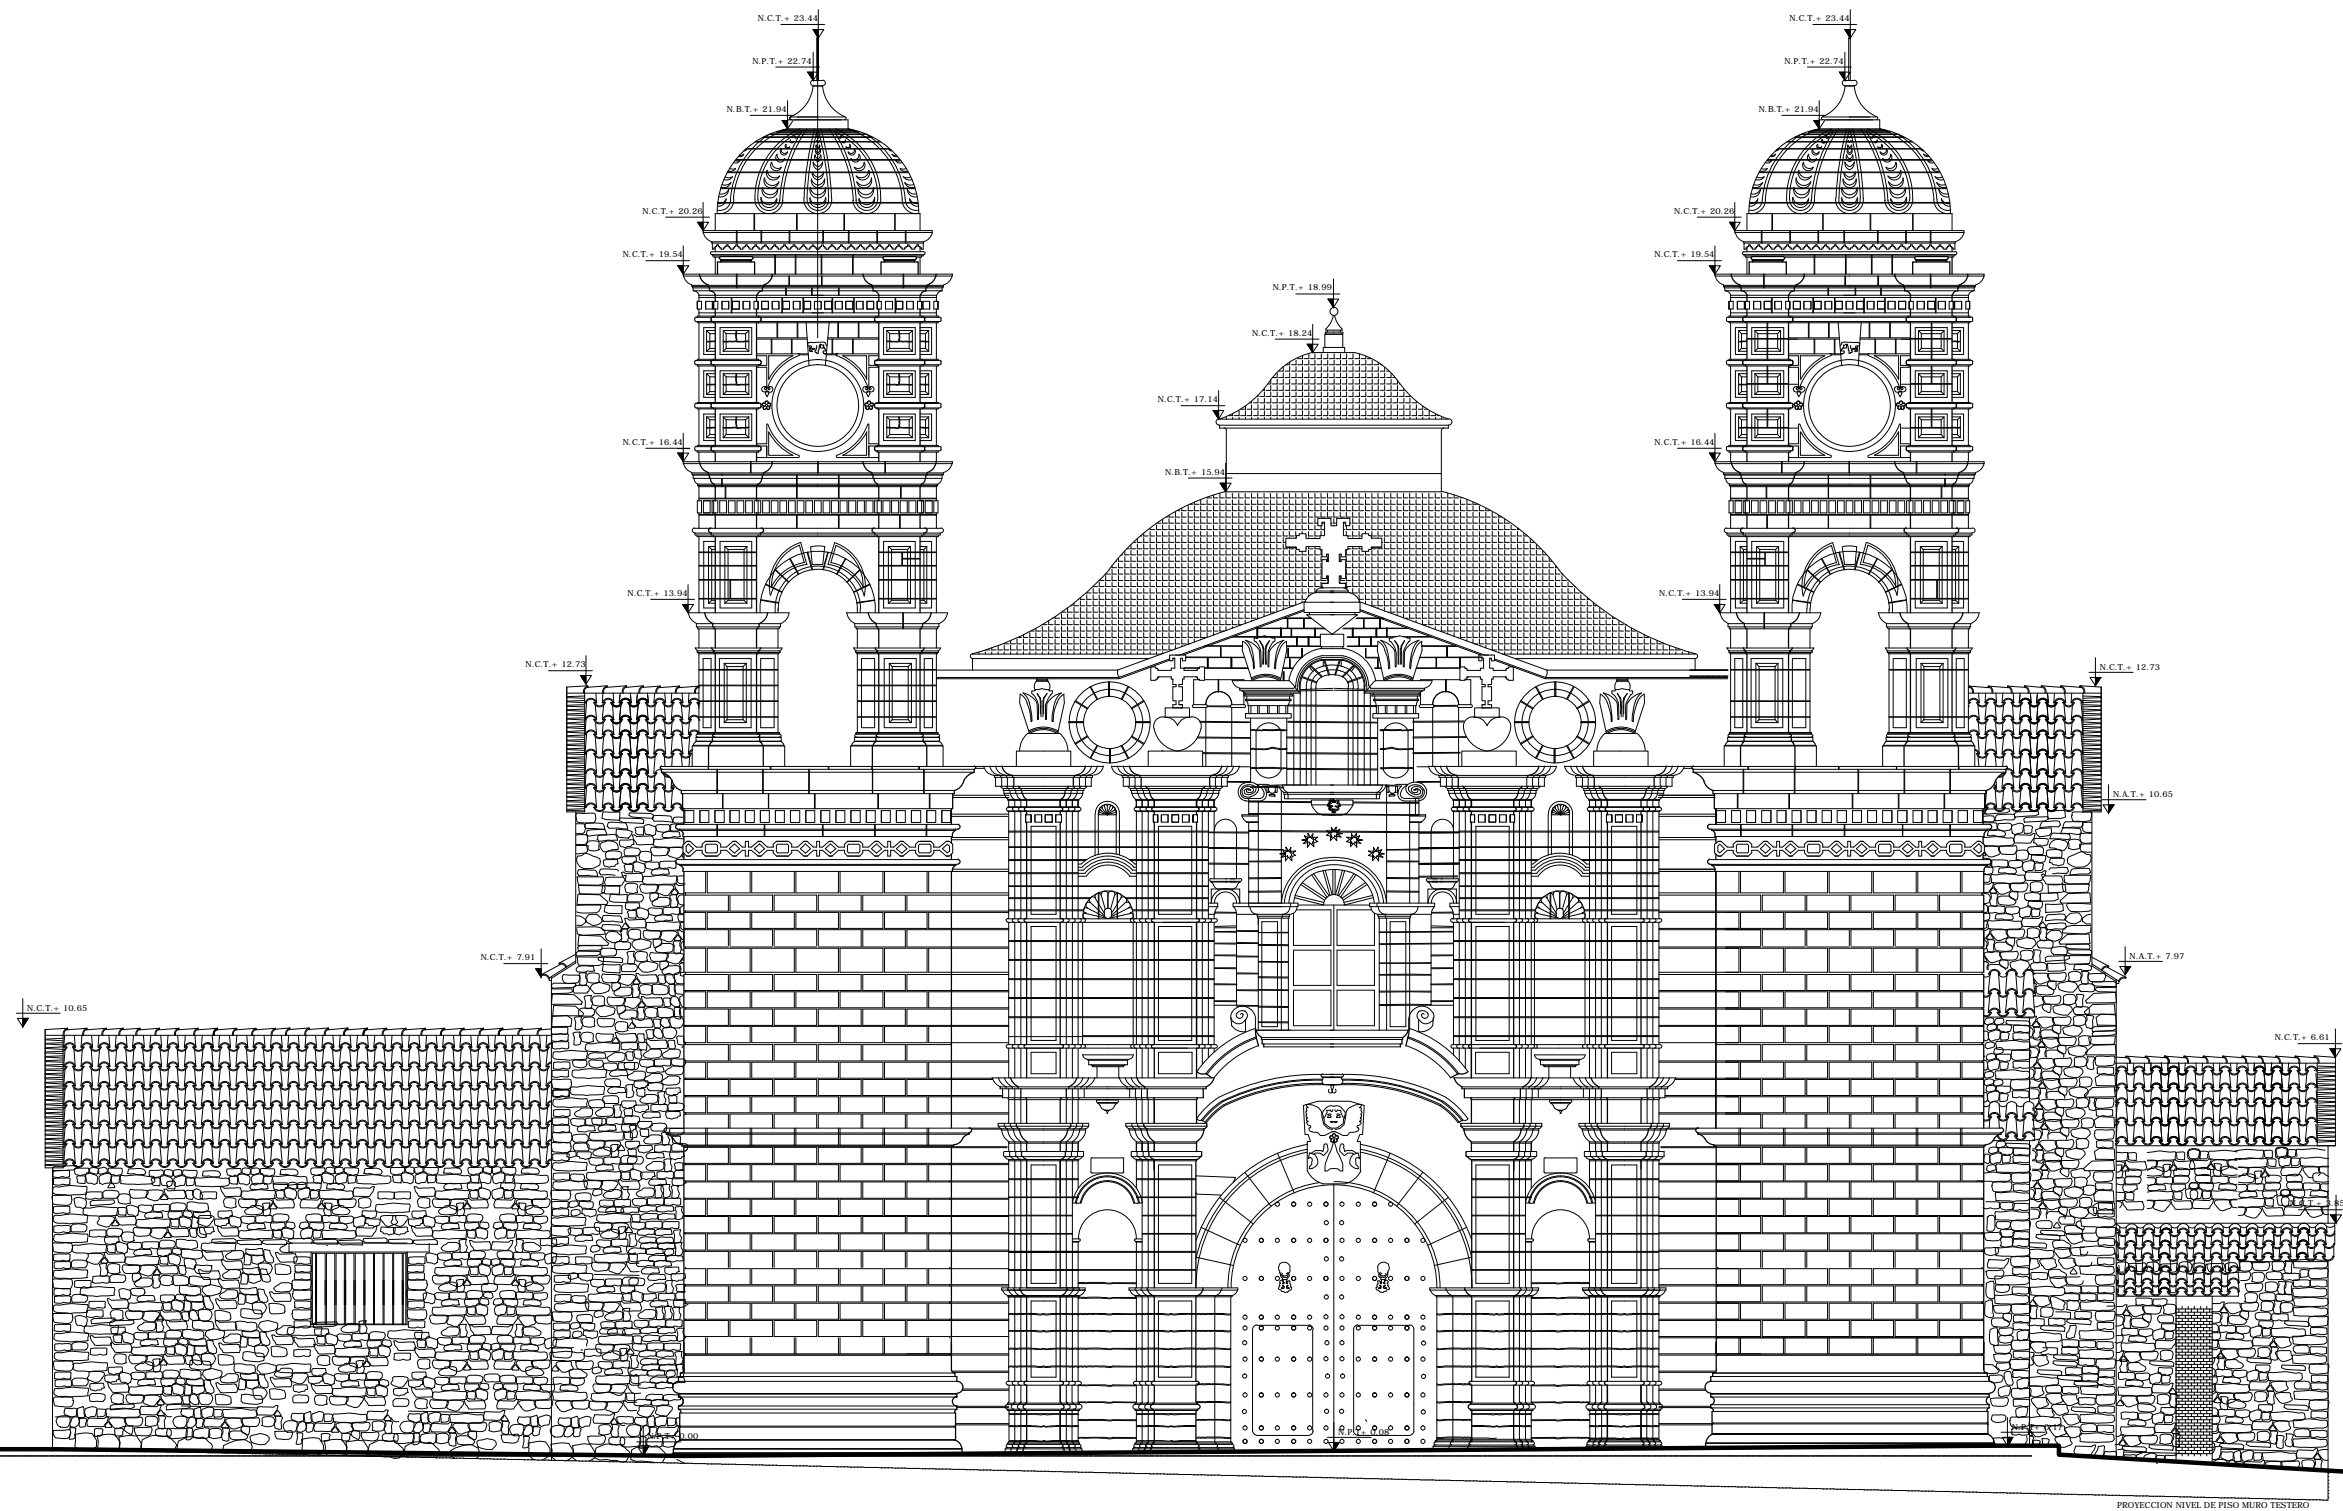 N.C.T.+ 23.44
N.C.T.+ 23.44
N.P.T.+ 22.74
N.P.T.+ 22.74
N.B.T.+ 21.94
N.B.T.+ 21.94
N.C.T.+ 20.26
N.C.T.+ 20.26
N.C.T.+ 19.54
N.C.T.+ 19.54
N.P.T.+ 18.99
N.C.T.+ 18.24
N.C.T.+ 17.14
N.C.T.+ 16.44
N.C.T.+ 16.44
N.B.T.+ 15.94
N.C.T.+ 13.94
N.C.T.+ 13.94
N.C.T.+ 12.73
N.C.T.+ 12.73
N.A.T.+ 10.65
N.C.T.+ 7.91
N.A.T.+ 7.97
N.C.T.+ 10.65
N.C.T.+ 6.61
N.P.T.+ 0.08
PROYECCION NIVEL DE PISO MURO TESTERO